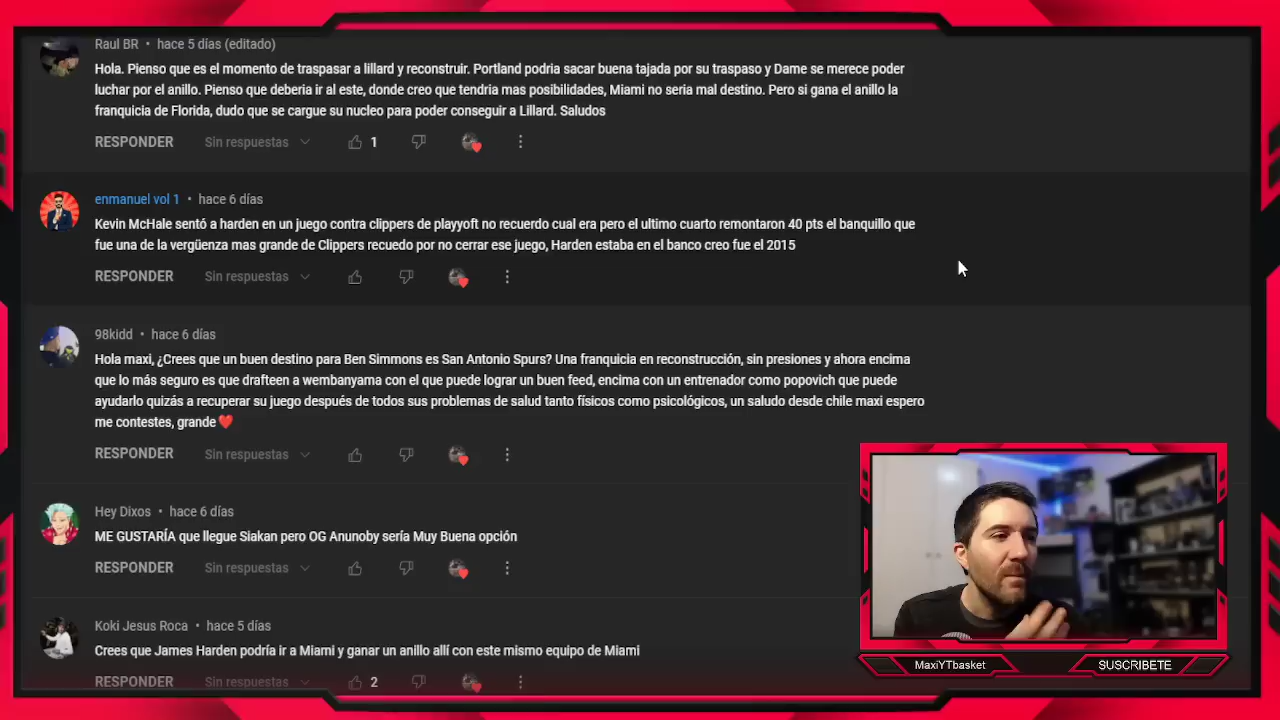 Raul BR • hace 5 días (editado)
Hola. Pienso que es el momento de traspasar a lillard y reconstruir. Portland podria sacar buena tajada por su traspaso y Dame se merece poder
luchar por el anillo. Pienso que deberia ir al este, donde creo que tendria mas posibilidades, Miami no seria mal destino. Pero si gana el anillo la
franquicia de Florida, dudo que se cargue su nucleo para poder conseguir a Lillard. Saludos
RESPONDER Sin respuestas 1
enmanuel vol 1 • hace 6 días
Kevin McHale sentó a harden en un juego contra clippers de playyoft no recuerdo cual era pero el ultimo cuarto remontaron 40 pts el banquillo que
fue una de la vergüenza mas grande de Clippers recuedo por no cerrar ese juego, Harden estaba en el banco creo fue el 2015
RESPONDER Sin respuestas
98kidd • hace 6 días
Hola maxi, ¿Crees que un buen destino para Ben Simmons es San Antonio Spurs? Una franquicia en reconstrucción, sin presiones y ahora encima
que lo más seguro es que drafteen a wembanyama con el que puede lograr un buen feed, encima con un entrenador como popovich que puede
ayudarlo quizás a recuperar su juego después de todos sus problemas de salud tanto físicos como psicológicos, un saludo desde chile maxi espero
me contestes, grande❤️
RESPONDER Sin respuestas
Hey Dixos • hace 6 días
ME GUSTARÍA que llegue Siakan pero OG Anunoby sería Muy Buena opción
RESPONDER Sin respuestas
Koki Jesus Roca • hace 5 días
Crees que James Harden podría ir a Miami y ganar un anillo allí con este mismo equipo de Miami
RESPONDER Sin respuestas 2
MaxiYTbasket SUSCRIBETE